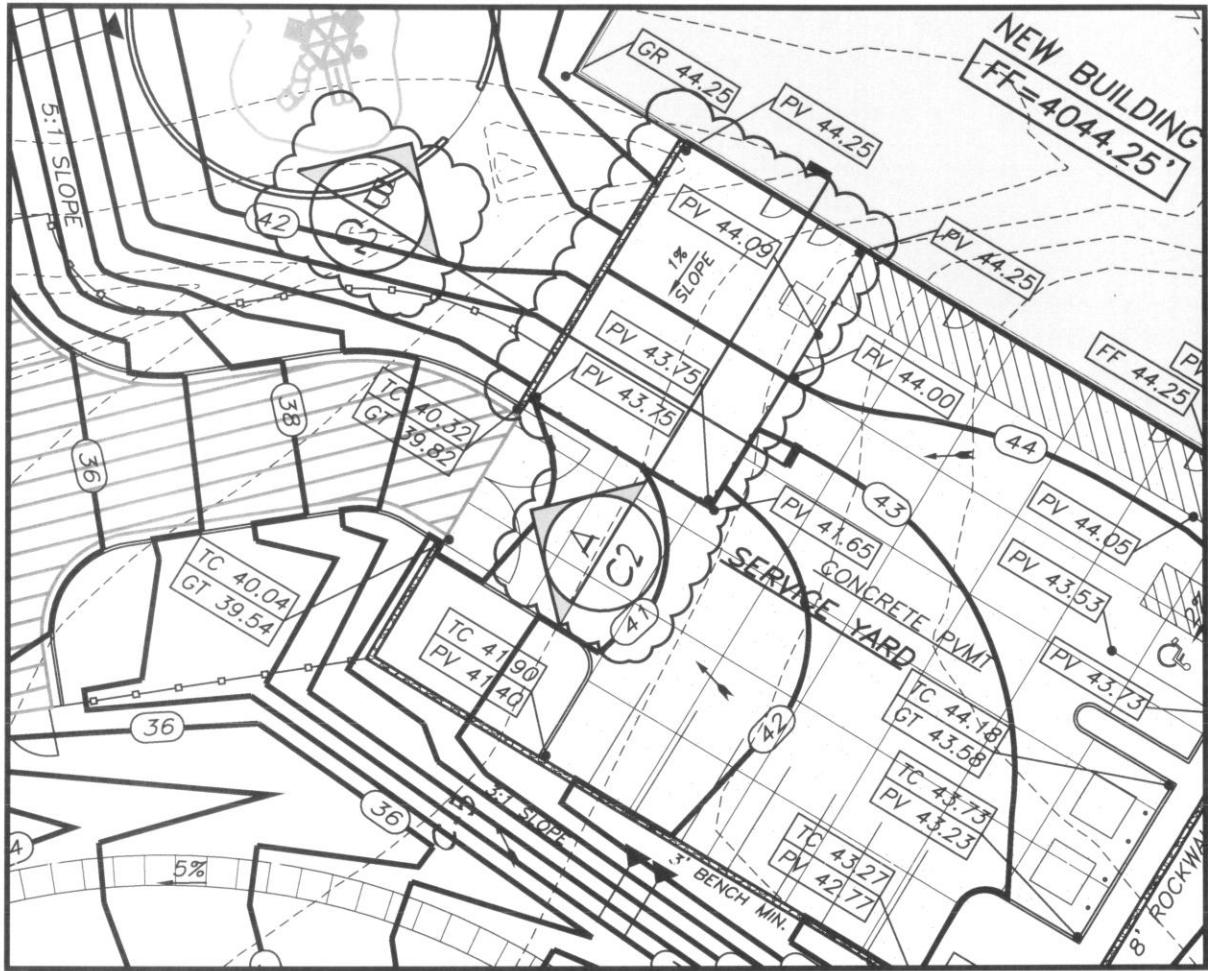 NEW BUILDING
FF=4044.25'
GR 44.25
PV 44.25
5:1 SLOPE
B
C2
42
PV 44.09
1%
SLOPE
PV 44.25
PV 43.75
PV 44.00
FF 44.25
PV
PV 43.75
TC 40.32
GT 39.82
38
36
44
43
PV 44.05
PV 41.65
CONCRETE PVMT
SERVICE YARD
PV 43.53
A
C2
41
TC 40.04
GT 39.54
PV 43.73
TC 41.90
PV 41.40
TC 44.18
GT 43.58
42
36
TC 43.73
PV 43.23
36
3:1 SLOPE
TC 43.27
PV 42.77
3' BENCH MIN.
5%
8'